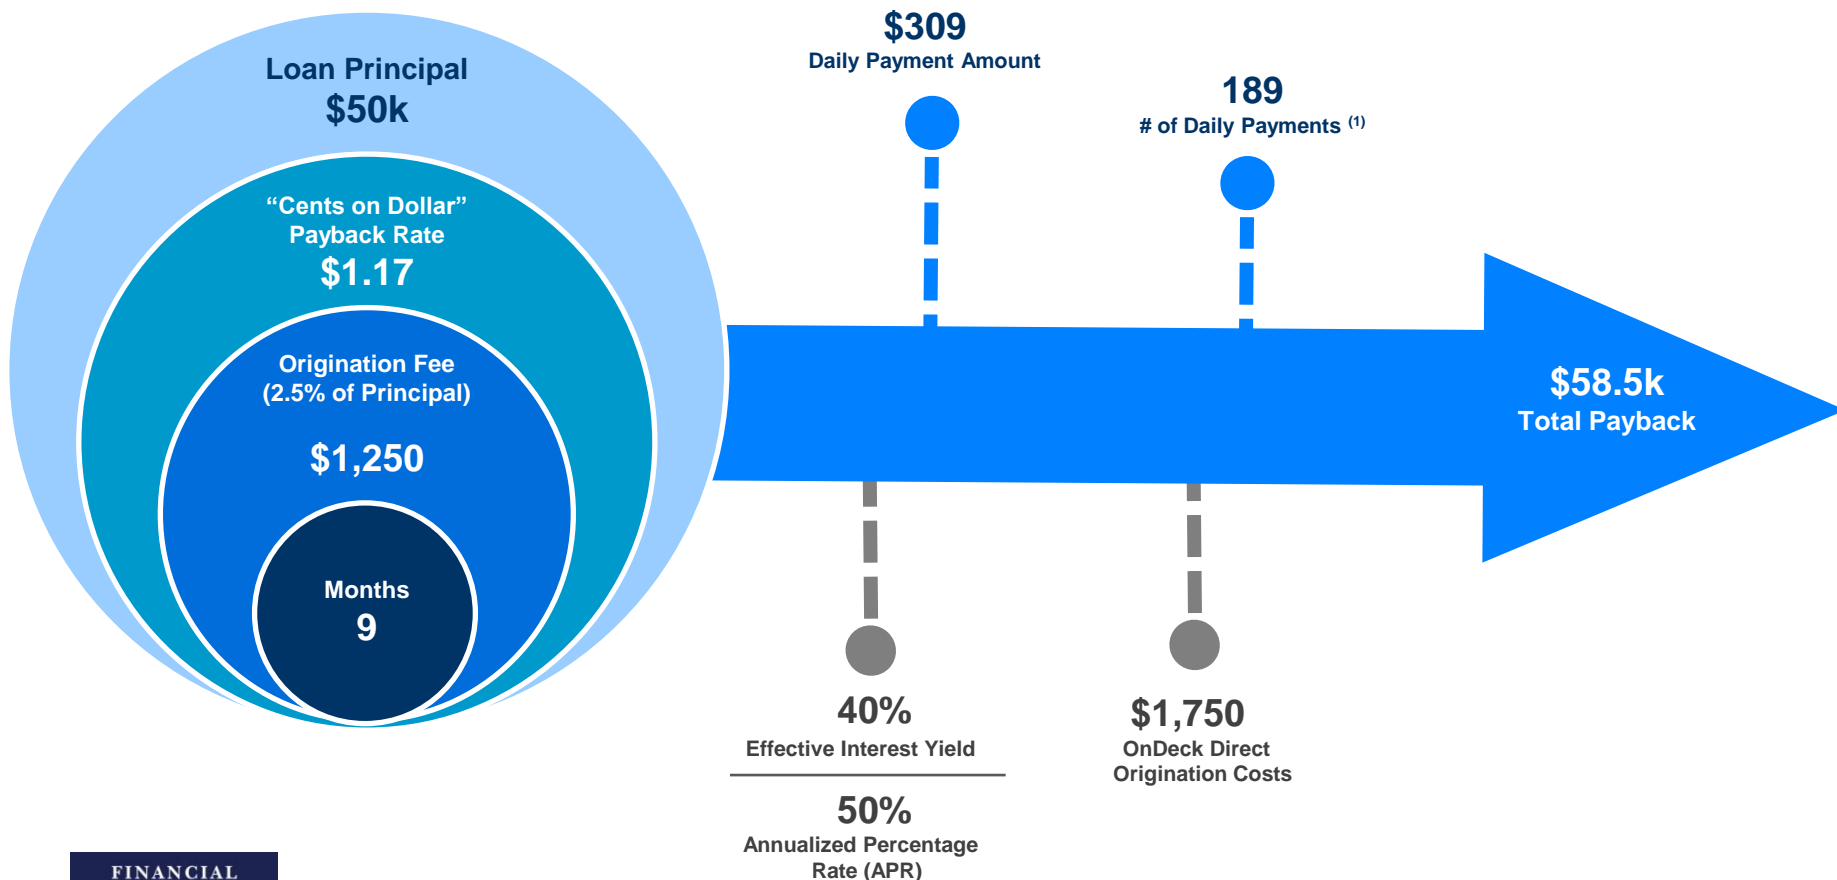 Loan Principal
$50k
“Cents on Dollar”
Payback Rate
$1.17
Origination Fee
(2.5% of Principal)
$1,250
Months
9
$309
Daily Payment Amount
189
# of Daily Payments (1)
$58.5k
Total Payback
40%
Effective Interest Yield
50%
Annualized Percentage
Rate (APR)
$1,750
OnDeck Direct
Origination Costs
FINANCIAL